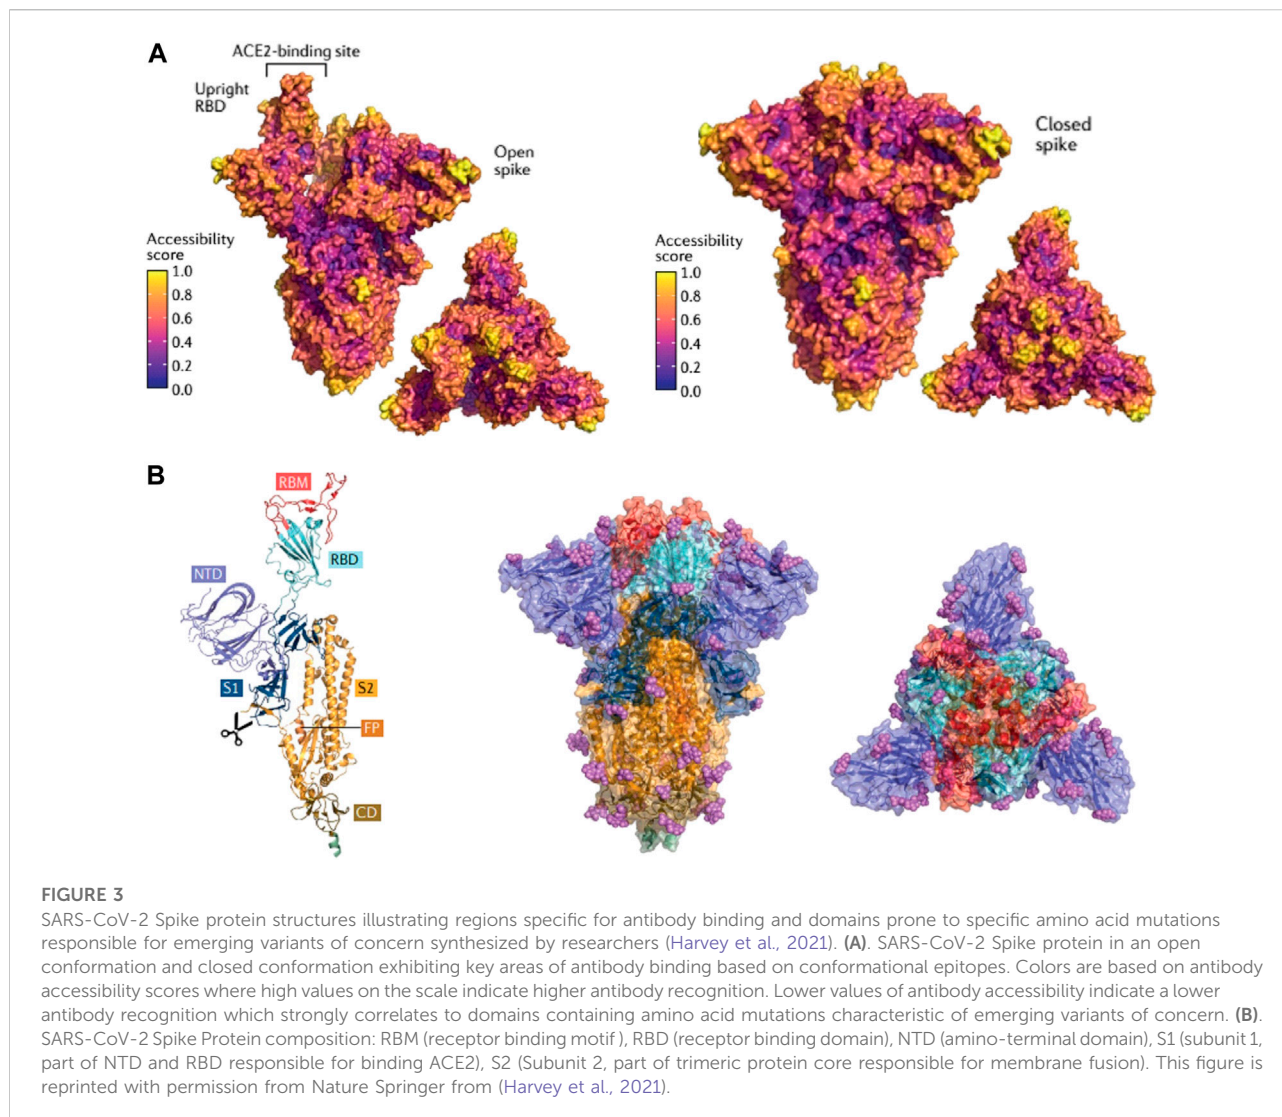 A
ACE2-binding site
Upright
RBD
Open
spike
Accessibility
score
1.0
0.8
0.6
0.4
0.2
0.0
Closed
spike
Accessibility
score
1.0
0.8
0.6
0.4
0.2
0.0
B
RBM
RBD
NTD
S1
S2
FP
CD
FIGURE 3
SARS-CoV-2 Spike protein structures illustrating regions specific for antibody binding and domains prone to specific amino acid mutations
responsible for emerging variants of concern synthesized by researchers (Harvey et al., 2021). (A). SARS-CoV-2 Spike protein in an open
conformation and closed conformation exhibiting key areas of antibody binding based on conformational epitopes. Colors are based on antibody
accessibility scores where high values on the scale indicate higher antibody recognition. Lower values of antibody accessibility indicate a lower
antibody recognition which strongly correlates to domains containing amino acid mutations characteristic of emerging variants of concern. (B).
SARS-CoV-2 Spike Protein composition: RBM (receptor binding motif ), RBD (receptor binding domain), NTD (amino-terminal domain), S1 (subunit 1,
part of NTD and RBD responsible for binding ACE2), S2 (Subunit 2, part of trimeric protein core responsible for membrane fusion). This figure is
reprinted with permission from Nature Springer from (Harvey et al., 2021).